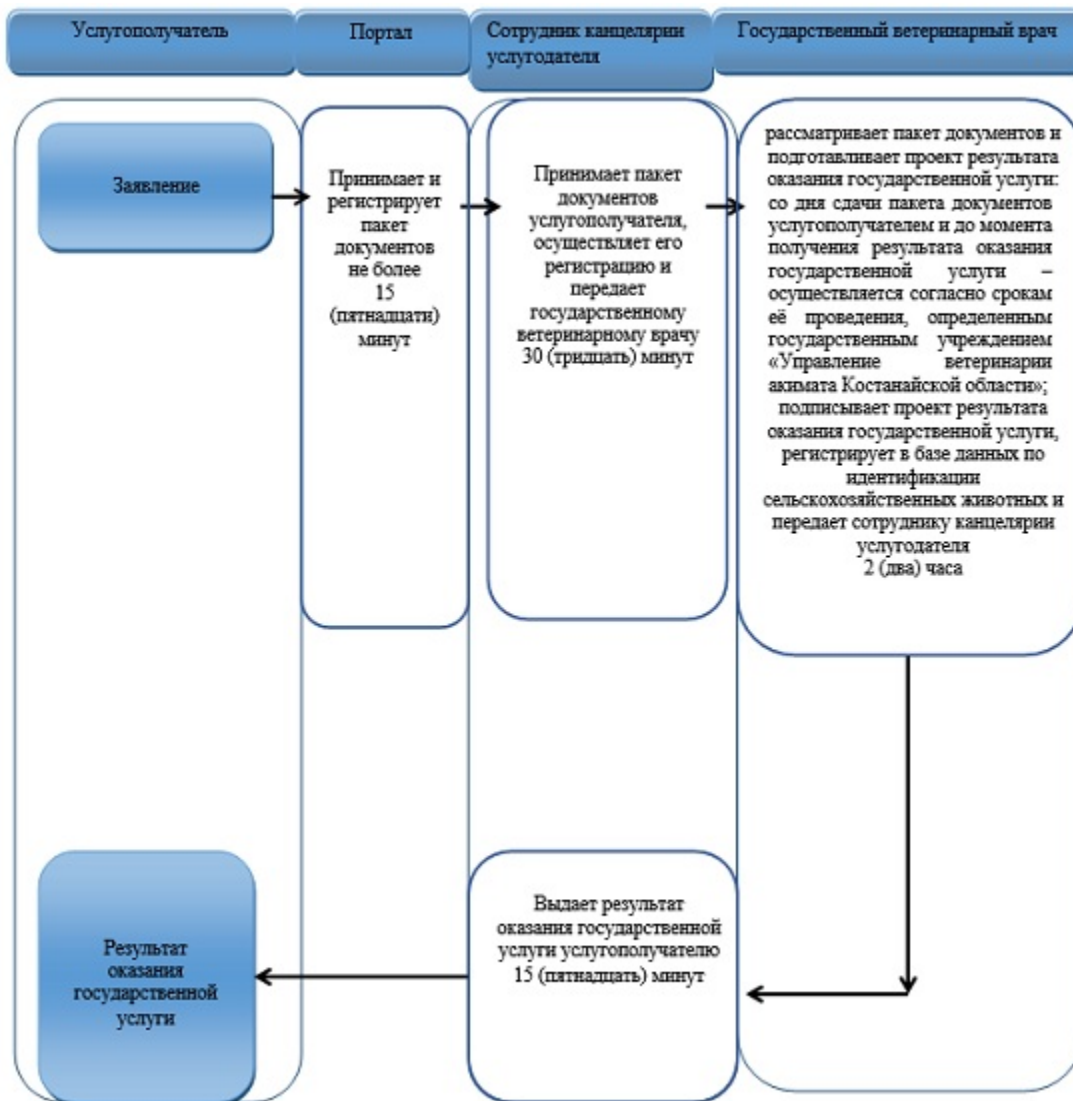 Услугополучатель
Портал
Сотрудник канцелярии
услугодателя
Государственный ветеринарный врач
Заявление
Принимает и
регистрирует
пакет
документов
не более
15
(пятнадцати)
минут
Принимает пакет
документов
услугополучателя,
осуществляет его
регистрацию и
передает
государственному
ветеринарному врачу
30 (тридцать) минут
рассматривает пакет документов и
подготавливает проект результата
оказания государственной услуги:
со дня сдачи пакета документов
услугополучателем и до момента
получения результата оказания
государственной услуги –
осуществляется согласно срокам
её проведения, определенным
государственным учреждением
«Управление ветеринарии
акимата Костанайской области»;
подписывает проект результата
оказания государственной услуги,
регистрирует в базе данных по
идентификации
сельскохозяйственных животных и
передает сотруднику канцелярии
услугодателя
2 (два) часа
Выдает результат
оказания государственной
услуги услугополучателю
15 (пятнадцать) минут
Результат
оказания
государственной
услуги